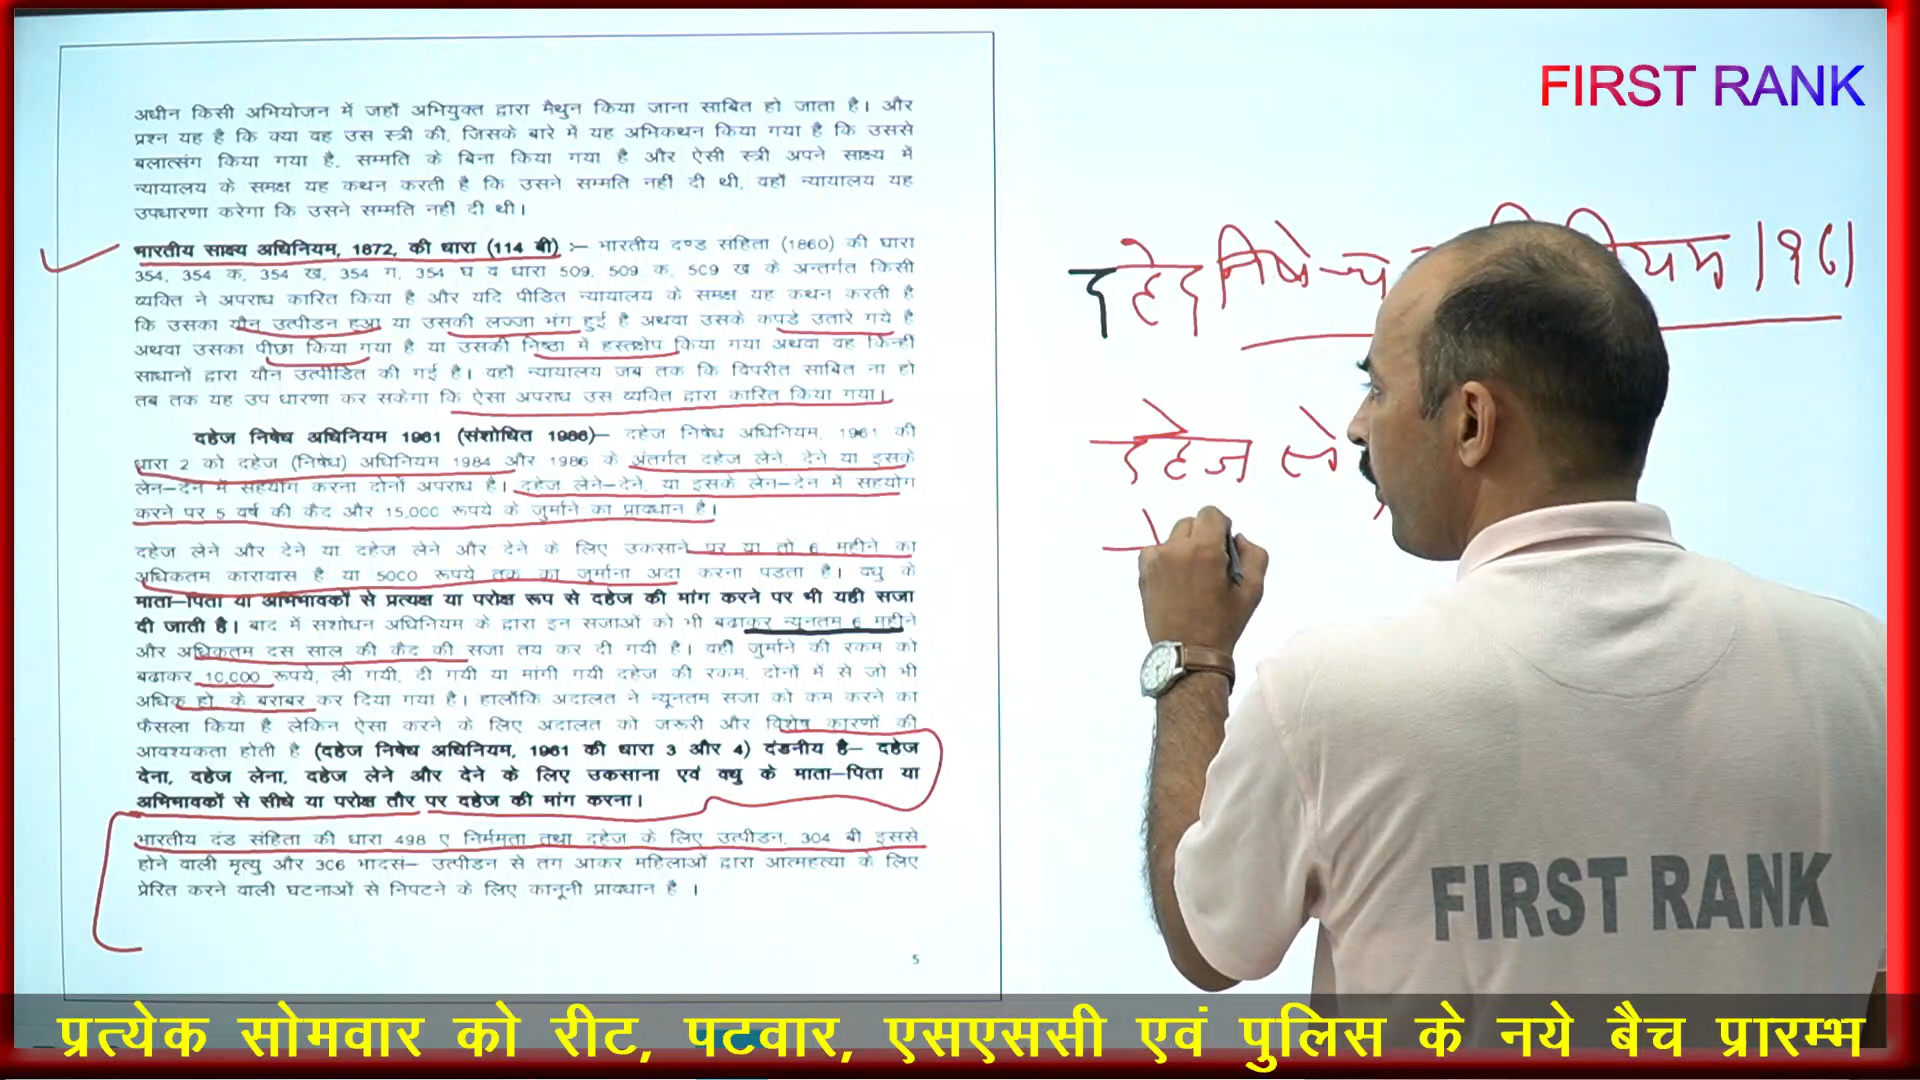 FIRST RANK
अधीन किसी अभियोजन में जहाँ अभियुक्त द्वारा मैथुन किया जाना साबित हो जाता है। और
प्रश्न यह है कि क्या वह उस स्त्री की, जिसके बारे में यह अभिकथन किया गया है कि उससे
बलात्संग किया गया है, सम्मति के बिना किया गया है और ऐसी स्त्री अपने साक्ष्य में
न्यायालय के समक्ष यह कथन करती है कि उसने सम्मति नहीं दी थी, वहाँ न्यायालय यह
उपधारणा करेगा कि उसने सम्मति नहीं दी थी।
भारतीय साक्ष्य अधिनियम, 1872, की धारा (114 बी) :– भारतीय दण्ड संहिता (1860) की धारा
354, 354 क, 354 ख, 354 ग, 354 घ व धारा 509, 509 क, 509 ख के अन्तर्गत किसी
व्यक्ति ने अपराध कारित किया है और यदि पीडित न्यायालय के समक्ष यह कथन करती है
कि उसका यौन उत्पीडन हुआ या उसकी लज्जा भंग हुई है अथवा उसके कपडे उतारे गये है
अथवा उसका पीछा किया गया है या उसकी निष्ठा में हस्तक्षेप किया गया अथवा वह किन्हीं
साधानों द्वारा यौन उत्पीडित की गई है। वहाँ न्यायालय जब तक कि विपरीत साबित ना हो
तब तक यह उप धारणा कर सकेगा कि ऐसा अपराध उस व्यक्ति द्वारा कारित किया गया।
दहेज निषेध अधिनियम 1961 (संशोधित 1986)– दहेज निषेध अधिनियम, 1961 की
धारा 2 को दहेज (निषेध) अधिनियम 1984 और 1986 के अंतर्गत दहेज लेने, देने या इसके
लेन–देन में सहयोग करना दोनों अपराध है। दहेज लेने–देने, या इसके लेन–देन में सहयोग
करने पर 5 वर्ष की कैद और 15,000 रूपये के जुर्माने का प्रावधान है।
दहेज लेने और देने या दहेज लेने और देने के लिए उकसाने पर या तो 6 महीने का
अधिकतम कारावास है या 5000 रूपये तक का जुर्माना अदा करना पडता है। वधु के
माता–पिता या अभिभावकों से प्रत्यक्ष या परोक्ष रूप से दहेज की मांग करने पर भी यही सजा
दी जाती है। बाद में संशोधन अधिनियम के द्वारा इन सजाओं को भी बढाकर न्यूनतम 6 महीने
और अधिकतम दस साल की कैद की सजा तय कर दी गयी है। वहीं जुर्माने की रकम को
बढाकर 10,000 रूपये, ली गयी, दी गयी या मांगी गयी दहेज की रकम, दोनों में से जो भी
अधिक हो, के बराबर कर दिया गया है। हालाँकि अदालत ने न्यूनतम सजा को कम करने का
फैसला किया है लेकिन ऐसा करने के लिए अदालत को जरूरी और विशेष कारणों की
आवश्यकता होती है (दहेज निषेध अधिनियम, 1961 की धारा 3 और 4) दंडनीय है– दहेज
देना, दहेज लेना, दहेज लेने और देने के लिए उकसाना एवं वधु के माता–पिता या
अभिभावकों से सीधे या परोक्ष तौर पर दहेज की मांग करना।
भारतीय दंड संहिता की धारा 498 ए निर्ममता तथा दहेज के लिए उत्पीडन, 304 बी इससे
होने वाली मृत्यु और 306 भादसं– उत्पीडन से तंग आकर महिलाओं द्वारा आत्महत्या के लिए
प्रेरित करने वाली घटनाओं से निपटने के लिए कानूनी प्रावधान है ।
5
दहेज
FIRST RANK
प्रत्येक सोमवार को रीट, पटवार, एसएससी एवं पुलिस के नये बैच प्रारम्भ